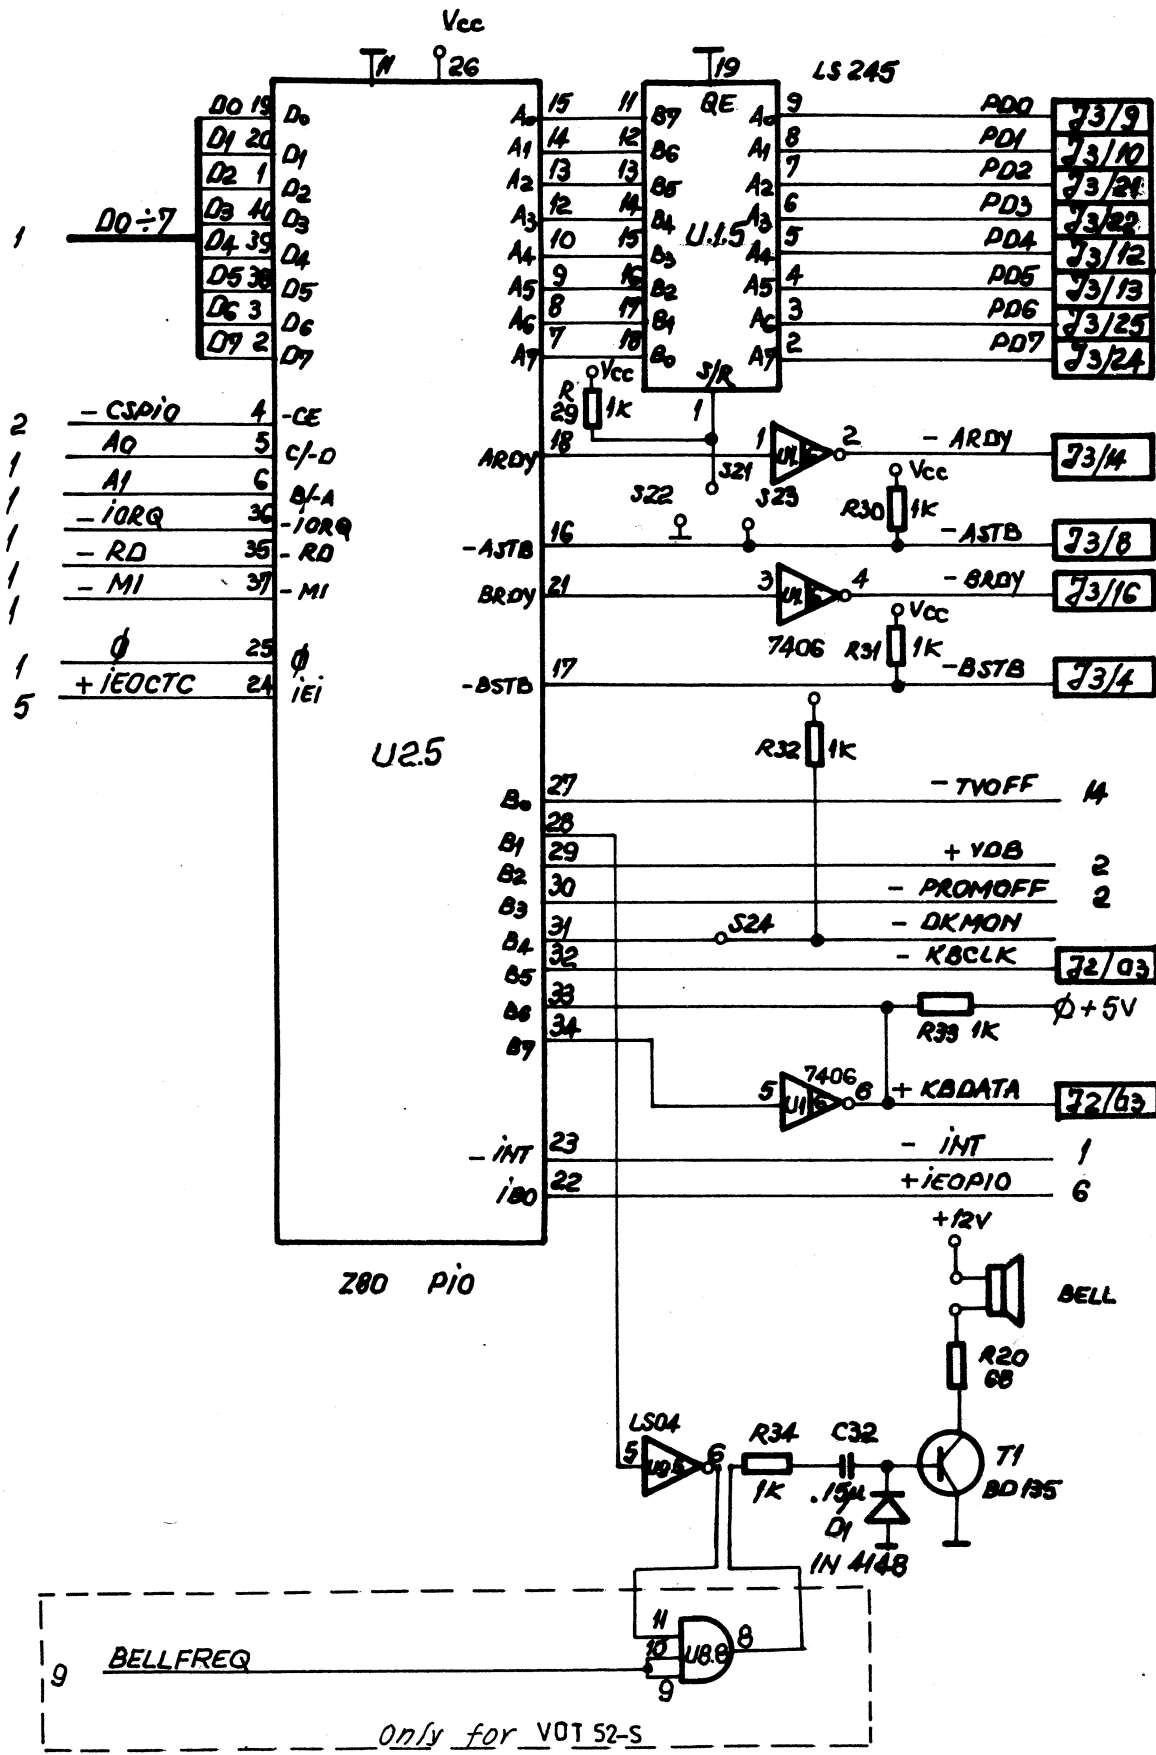 Vcc
11
26
19
LS 245
D0 19 D0
A0 15
11 B7
QE
A0 9
PD0
J3/9
D1 20 D1
A1 14
12 B6
A1 8
PD1
J3/10
D2 1 D2
A2 13
13 B5
A2 7
PD2
J3/21
D3 40 D3
A3 12
14 B4
A3 6
PD3
J3/22
1
D0÷7
U1.5
D4 39 D4
A4 10
15 B3
A4 5
PD4
J3/12
D5 38 D5
A5 9
16 B2
A5 4
PD5
J3/13
D6 3 D6
A6 8
17 B1
A6 3
PD6
J3/25
D7 2 D7
A7 7
18 B0
A7 2
PD7
J3/24
S/R
1
Vcc
R 29 1K
2 - CSPiO 4 -CE
1 A0 5 C/-D
ARDY 18
1 2
- ARDY
J3/14
1 A1 6 B/-A
S21
S22
S23
Vcc
R30 1K
1 - iORQ 36 -iORQ
1 - RD 35 - RD
-ASTB 16
-ASTB
J3/8
1 - M1 37 - M1
BRDY 21
3 4
- BRDY
J3/16
7406
Vcc
R31 1K
1 ϕ 25 ϕ
5 + iEOCTC 24 iEi
-BSTB 17
-BSTB
J3/4
U2.5
R32 1K
B0 27
- TVOFF 14
B1 28
B2 29
+ VDB 2
B3 30
- PROMOFF 2
B4 31
S24
- DKMON
B5 32
- KBCLK
J2/a3
B6 33
R33 1K
ϕ+5V
B7 34
7406
5 6
+ KBDATA
-iNT 23
- iNT 1
iEO 22
+iEOPIO 6
Z80 PiO
+12V
BELL
R20
68
LS04
5 6
R34
1K
C32
.15µ
T1
BD135
D1
1N 4148
11
10
9
U8.8
8
9 BELLFREQ
only for VDT 52-S